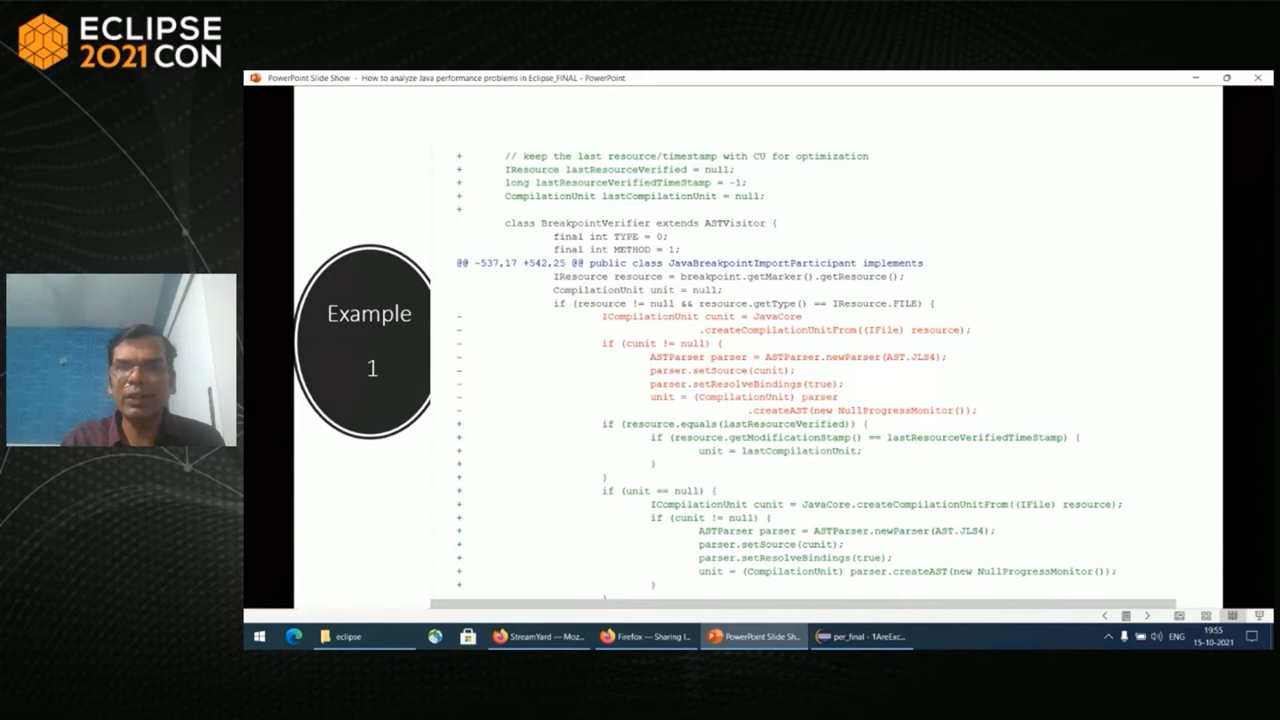 ECLIPSE
2021 CON
PowerPoint Slide Show - How to analyze Java performance problems in Eclipse_FINAL - PowerPoint
Example
1
+ // keep the last resource/timestamp with CU for optimization
+ IResource lastResourceVerified = null;
+ long lastResourceVerifiedTimeStamp = -1;
+ CompilationUnit lastCompilationUnit = null;
+
class BreakpointVerifier extends ASTVisitor {
final int TYPE = 0;
final int METHOD = 1;
@@ -537,17 +542,25 @@ public class JavaBreakpointImportParticipant implements
IResource resource = breakpoint.getMarker().getResource();
CompilationUnit unit = null;
if (resource != null && resource.getType() == IResource.FILE) {
- ICompilationUnit cunit = JavaCore
- .createCompilationUnitFrom((IFile) resource);
- if (cunit != null) {
- ASTParser parser = ASTParser.newParser(AST.JLS4);
- parser.setSource(cunit);
- parser.setResolveBindings(true);
- unit = (CompilationUnit) parser
- .createAST(new NullProgressMonitor());
+ if (resource.equals(lastResourceVerified)) {
+ if (resource.getModificationStamp() == lastResourceVerifiedTimeStamp) {
+ unit = lastCompilationUnit;
+ }
+ }
+ if (unit == null) {
+ ICompilationUnit cunit = JavaCore.createCompilationUnitFrom((IFile) resource);
+ if (cunit != null) {
+ ASTParser parser = ASTParser.newParser(AST.JLS4);
+ parser.setSource(cunit);
+ parser.setResolveBindings(true);
+ unit = (CompilationUnit) parser.createAST(new NullProgressMonitor());
+ }
eclipse
StreamYard — Moz...
Firefox — Sharing I...
PowerPoint Slide Sh...
per_final - 1AreExc...
ENG
19:55
15-10-2021